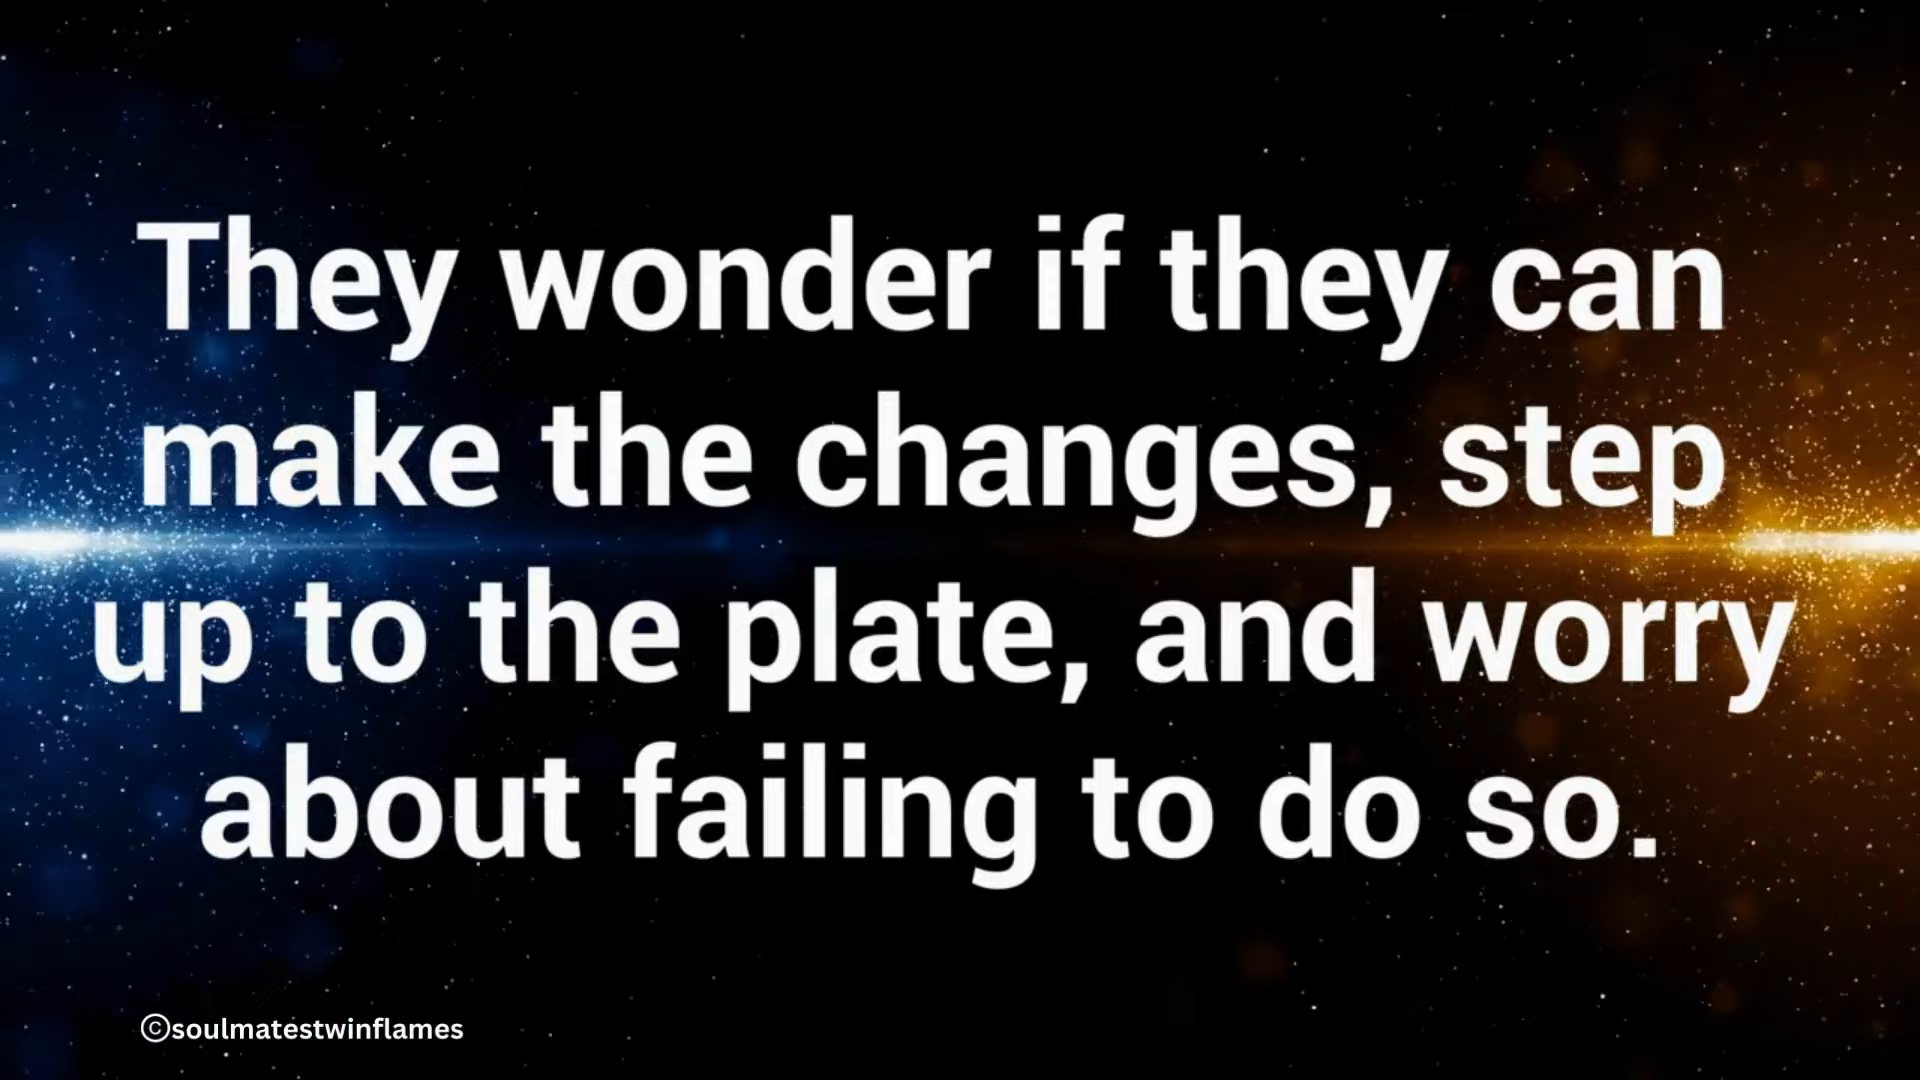 They wonder if they can
make the changes, step
up to the plate, and worry
about failing to do so.
©soulmatestwinflames